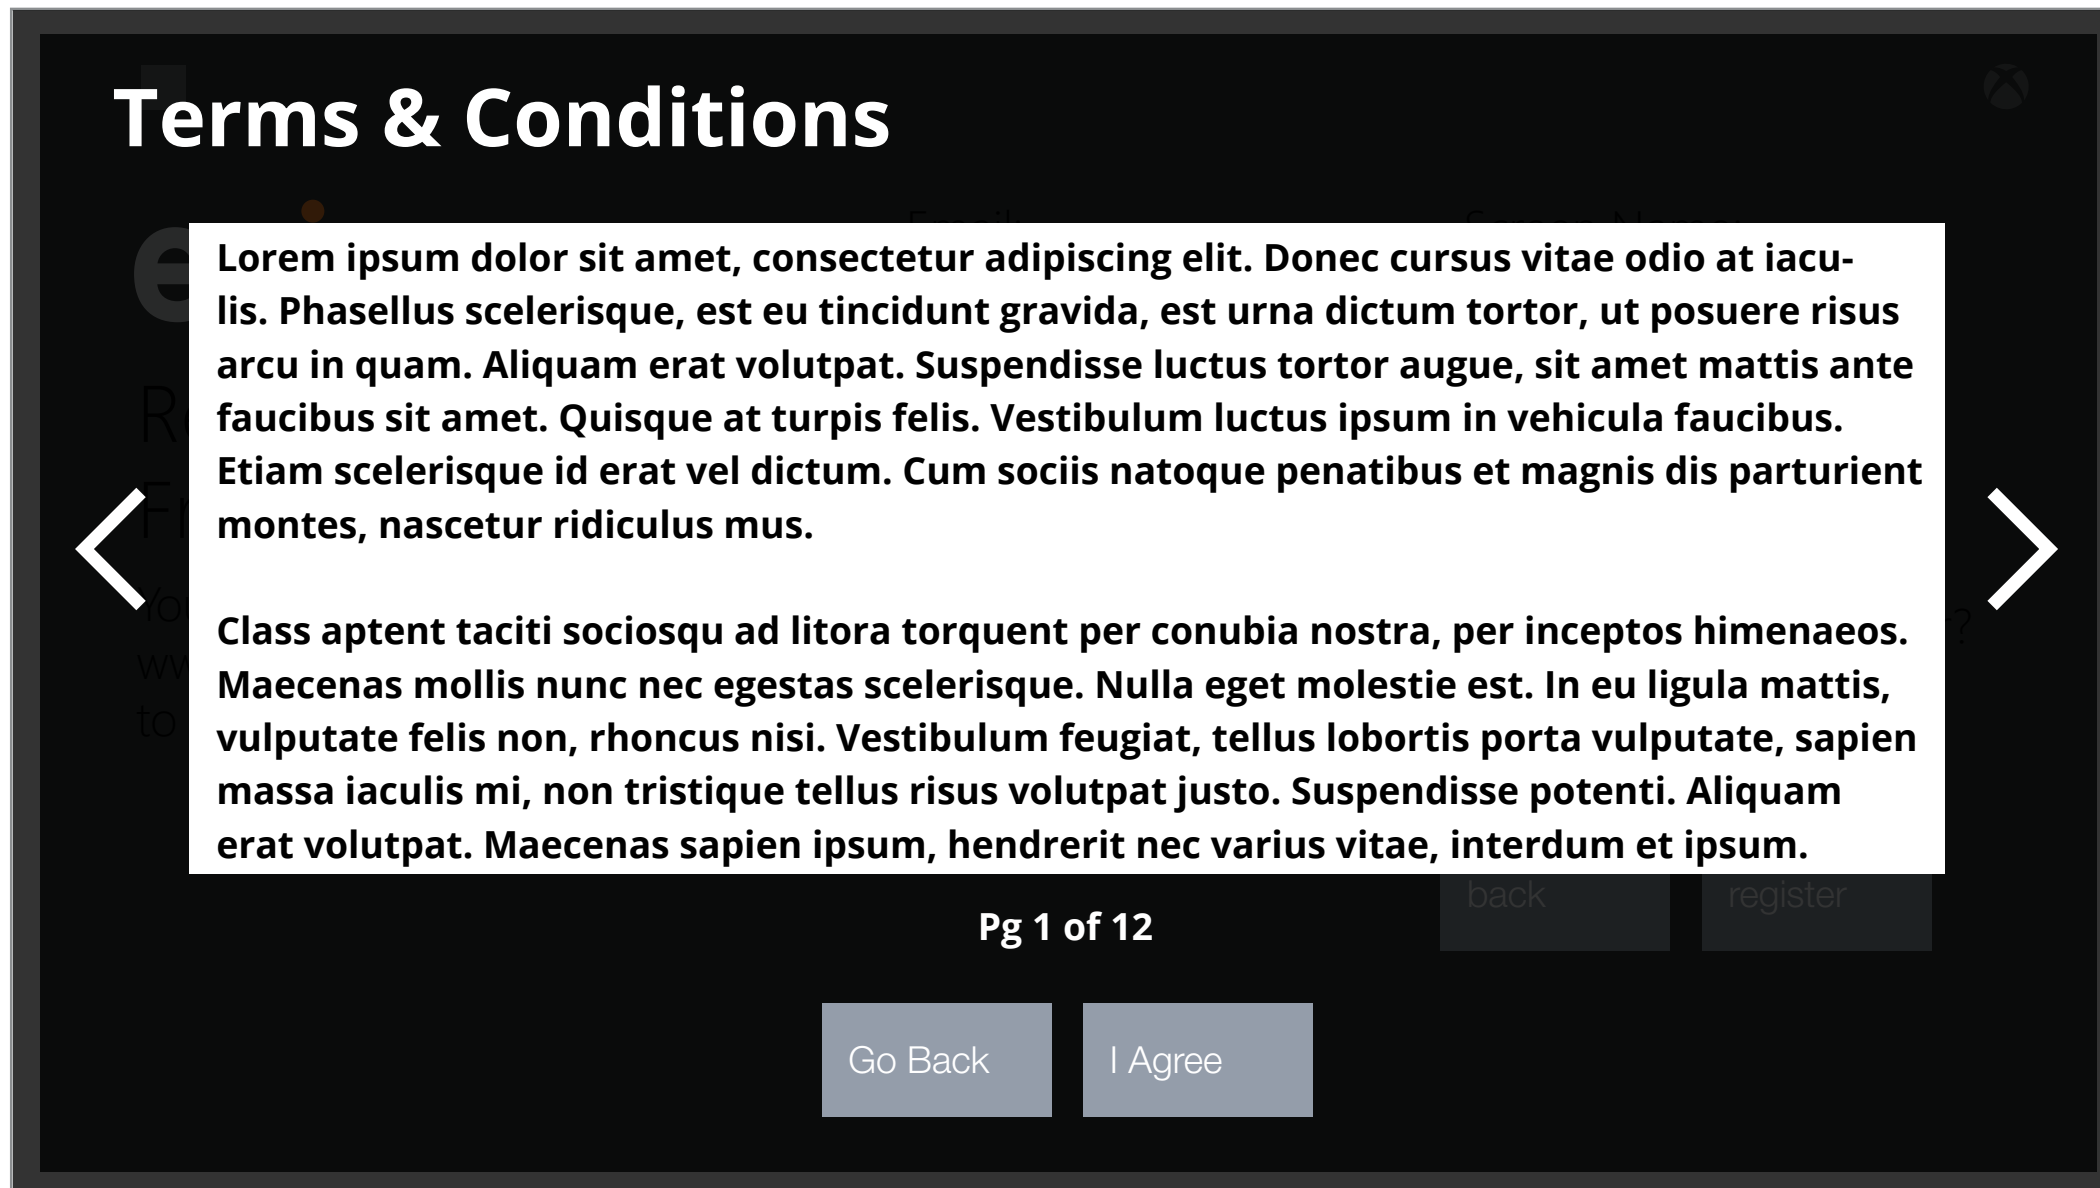 Terms & Conditions
Email:
Screen Name:
Lorem ipsum dolor sit amet, consectetur adipiscing elit. Donec cursus vitae odio at iacu-
lis. Phasellus scelerisque, est eu tincidunt gravida, est urna dictum tortor, ut posuere risus
arcu in quam. Aliquam erat volutpat. Suspendisse luctus tortor augue, sit amet mattis ante
faucibus sit amet. Quisque at turpis felis. Vestibulum luctus ipsum in vehicula faucibus.
Etiam scelerisque id erat vel dictum. Cum sociis natoque penatibus et magnis dis parturient
montes, nascetur ridiculus mus.
Class aptent taciti sociosqu ad litora torquent per conubia nostra, per inceptos himenaeos.
Maecenas mollis nunc nec egestas scelerisque. Nulla eget molestie est. In eu ligula mattis,
vulputate felis non, rhoncus nisi. Vestibulum feugiat, tellus lobortis porta vulputate, sapien
massa iaculis mi, non tristique tellus risus volutpat justo. Suspendisse potenti. Aliquam
erat volutpat. Maecenas sapien ipsum, hendrerit nec varius vitae, interdum et ipsum.
to
back
register
Pg 1 of 12
Go Back
I Agree